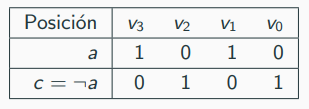 Posición v₃ v₂ v₁ v₀
a 1 0 1 0
c = ¬a 0 1 0 1